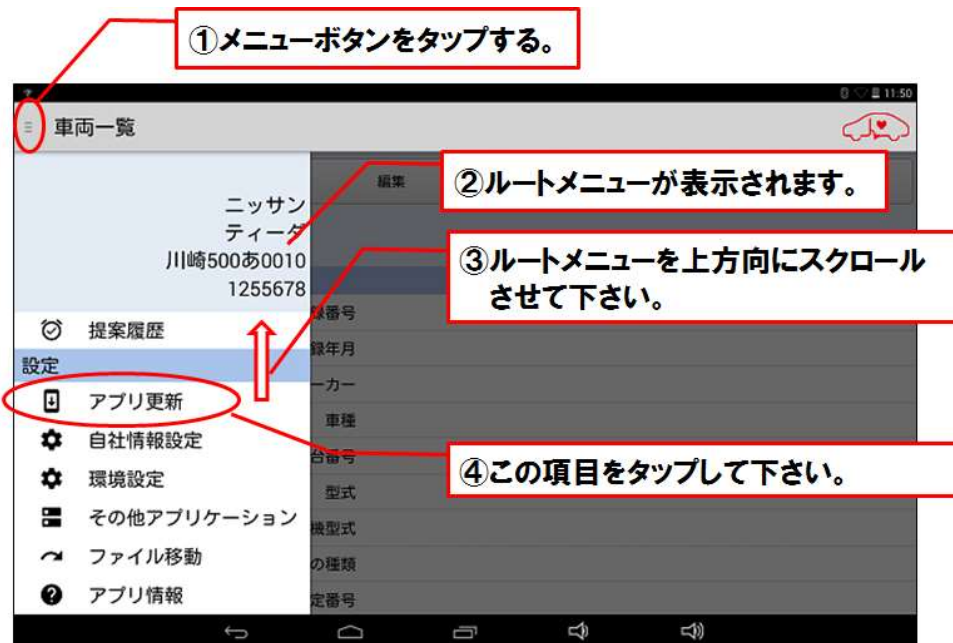 ①メニューボタンをタップする。
11:50
車両一覧
編集
②ルートメニューが表示されます。
ニッサン
ティーダ
川崎500あ0010
1255678
③ルートメニューを上方向にスクロール
させて下さい。
録番号
提案履歴
録年月
設定
ーカー
アプリ更新
車種
自社情報設定
台番号
④この項目をタップして下さい。
環境設定
型式
その他アプリケーション
機型式
ファイル移動
の種類
アプリ情報
定番号